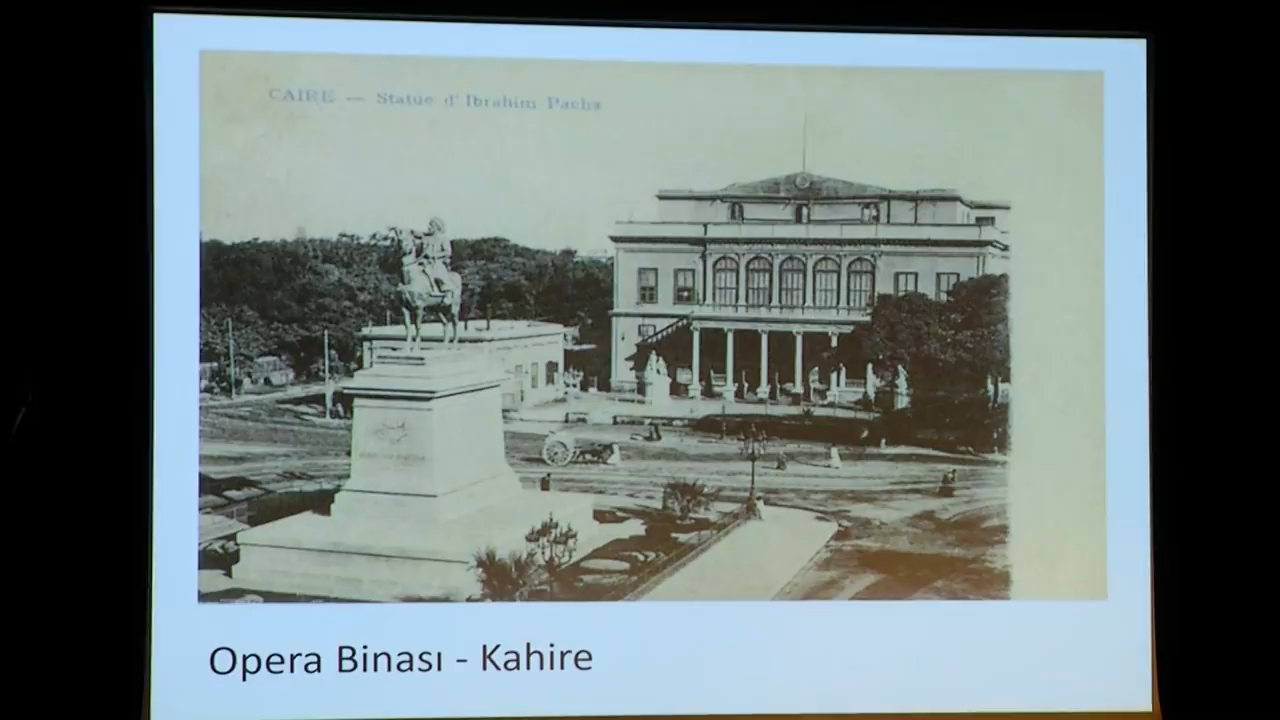 CAIRE — Statue d'Ibrahim Pacha
Opera Binası - Kahire